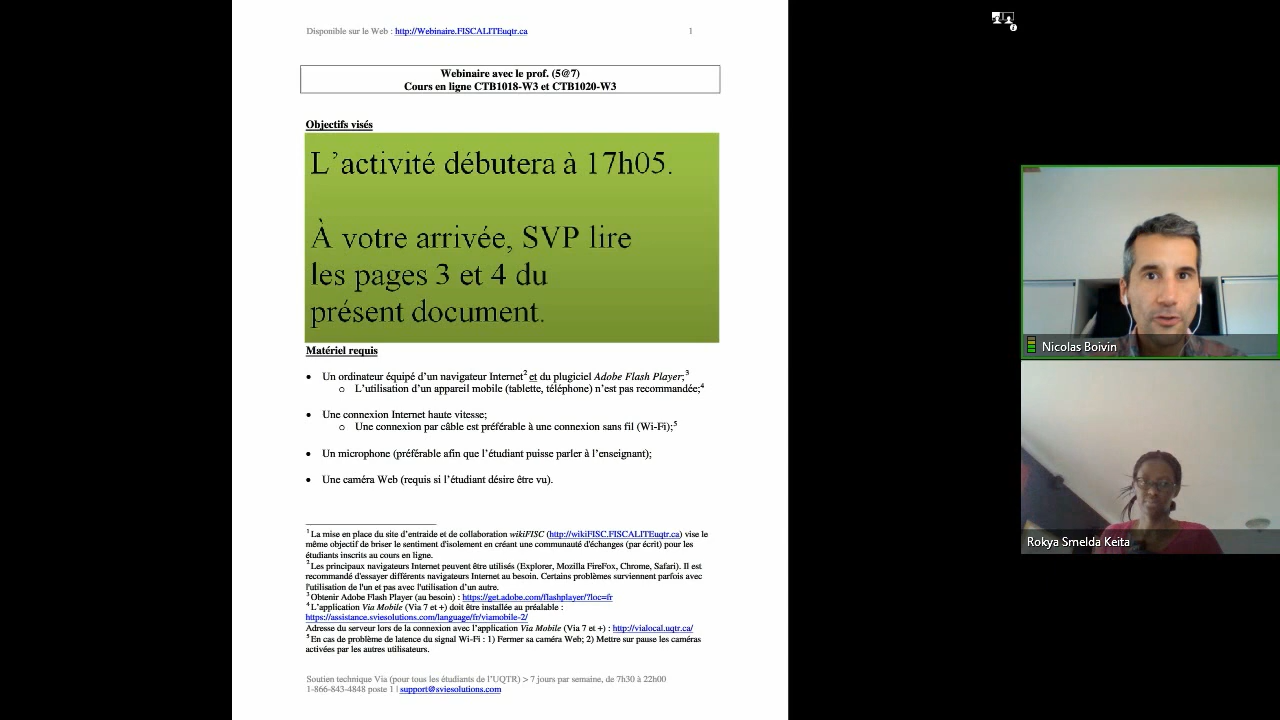 Disponible sur le Web : http://Webinaire.FISCALITEuqtr.ca 1
Webinaire avec le prof. (5@7)
Cours en ligne CTB1018-W3 et CTB1020-W3
Objectifs visés
L'activité débutera à 17h05.
À votre arrivée, SVP lire
les pages 3 et 4 du
présent document.
Matériel requis
• Un ordinateur équipé d'un navigateur Internet2 et du plugiciel Adobe Flash Player;3
o L'utilisation d'un appareil mobile (tablette, téléphone) n'est pas recommandée;4
• Une connexion Internet haute vitesse;
o Une connexion par câble est préférable à une connexion sans fil (Wi-Fi);5
• Un microphone (préférable afin que l'étudiant puisse parler à l'enseignant);
• Une caméra Web (requis si l'étudiant désire être vu).
1 La mise en place du site d'entraide et de collaboration wikiFISC (http://wikiFISC.FISCALITEuqtr.ca) vise le
même objectif de briser le sentiment d'isolement en créant une communauté d'échanges (par écrit) pour les
étudiants inscrits au cours en ligne.
2 Les principaux navigateurs Internet peuvent être utilisés (Explorer, Mozilla FireFox, Chrome, Safari). Il est
recommandé d'essayer différents navigateurs Internet au besoin. Certains problèmes surviennent parfois avec
l'utilisation de l'un et pas avec l'utilisation d'un autre.
3 Obtenir Adobe Flash Player (au besoin) : https://get.adobe.com/flashplayer/?loc=fr
4 L'application Via Mobile (Via 7 et +) doit être installée au préalable :
https://assistance.sviesolutions.com/language/fr/viamobile-2/
Adresse du serveur lors de la connexion avec l'application Via Mobile (Via 7 et +) : http://vialocal.uqtr.ca/
5 En cas de problème de latence du signal Wi-Fi : 1) Fermer sa caméra Web; 2) Mettre sur pause les caméras
activées par les autres utilisateurs.
Soutien technique Via (pour tous les étudiants de l'UQTR) > 7 jours par semaine, de 7h30 à 22h00
1-866-843-4848 poste 1 | support@sviesolutions.com
Nicolas Boivin
Rokya Smelda Keita